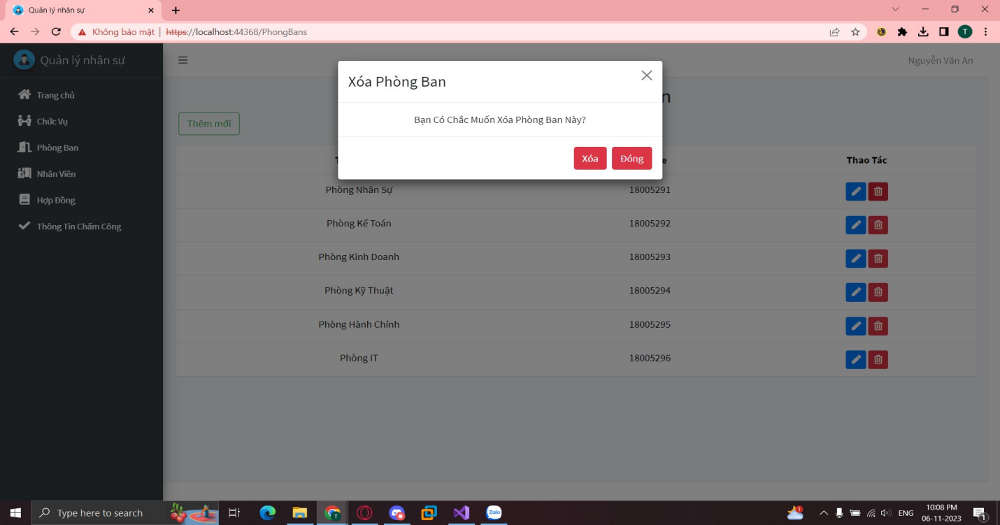 Quản lý nhân sự
Không bảo mật | https://localhost:44368/PhongBans
T
Quản lý nhân sự
Nguyễn Văn An
Trang chủ
Chức Vụ
Phòng Ban
Nhân Viên
Hợp Đồng
Thông Tin Chấm Công
Xóa Phòng Ban
Bạn Có Chắc Muốn Xóa Phòng Ban Này?
Xóa Đóng
Thêm mới
Thao Tác
Phòng Nhân Sự 18005291
Phòng Kế Toán 18005292
Phòng Kinh Doanh 18005293
Phòng Kỹ Thuật 18005294
Phòng Hành Chính 18005295
Phòng IT 18005296
Type here to search
Zalo
ENG
10:08 PM
06-11-2023
1